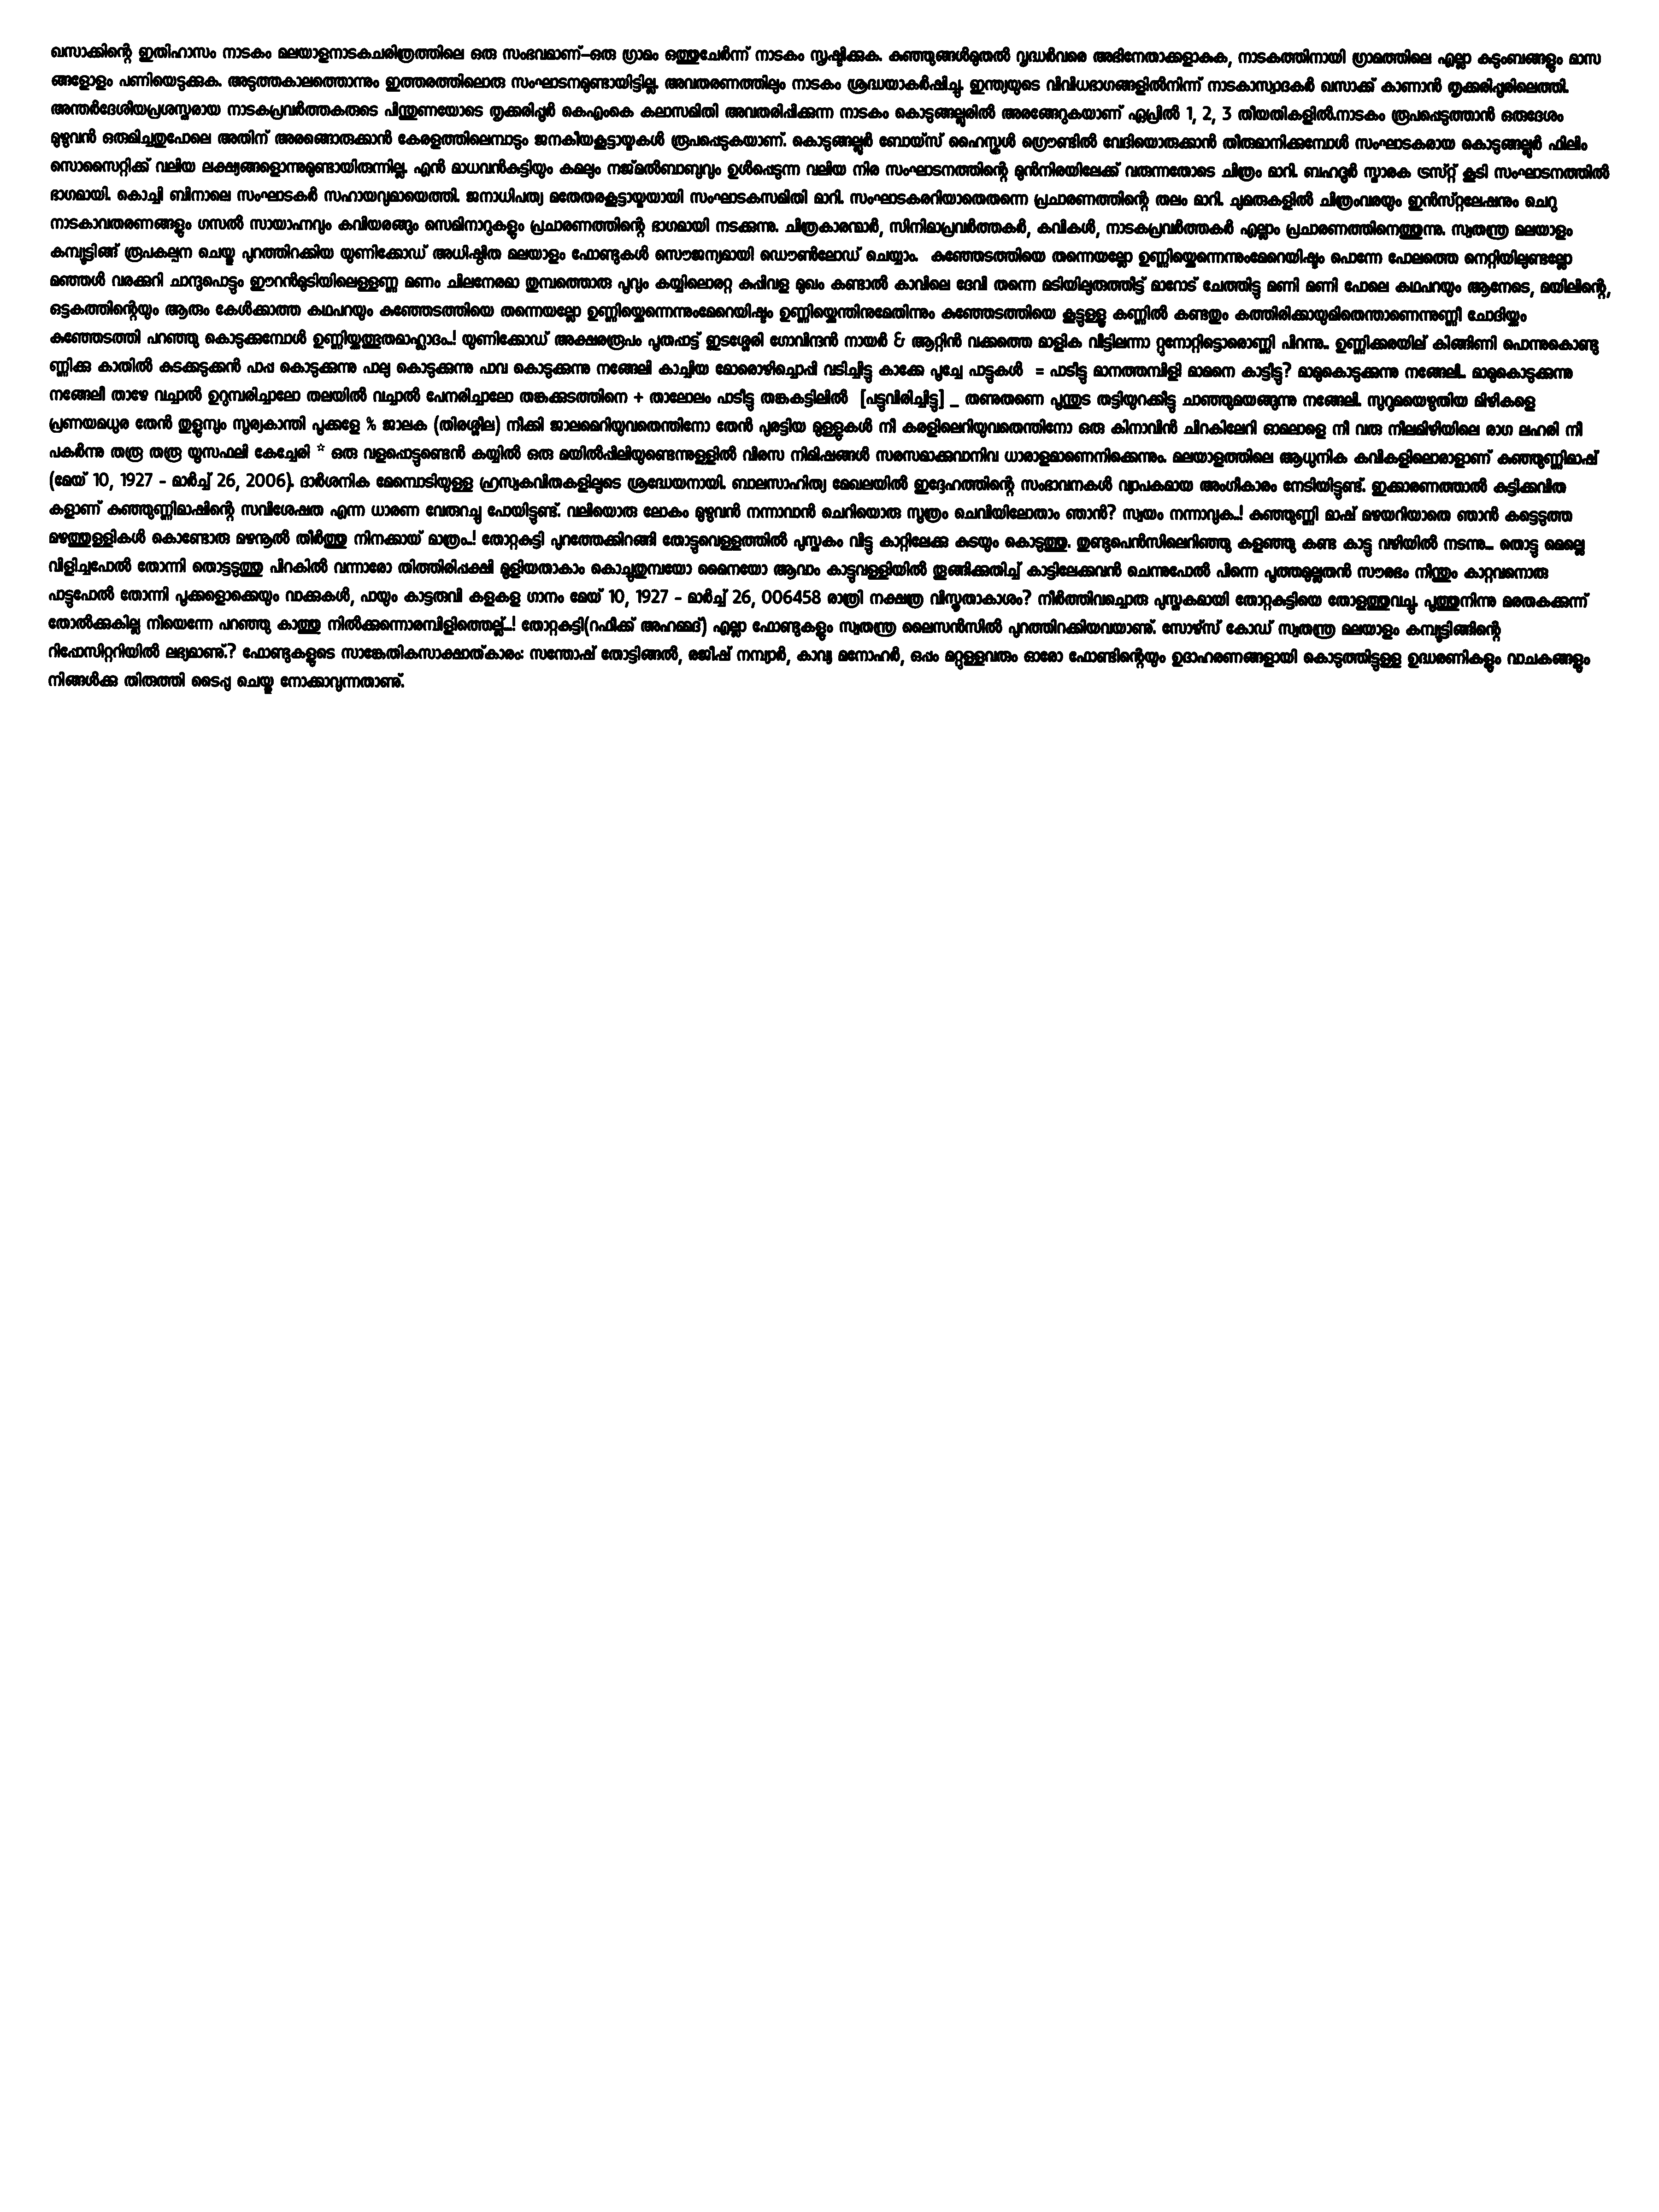 ഖസാക്കിന്റെ ഇതിഹാസം നാടകം മലയാളനാടകചരിത്രത്തിലെ ഒരു സംഭവമാണ്–ഒരു ഗ്രാമം ഒത്തുചേർന്ന് നാടകം സൃഷ്ടിക്കുക. കുഞ്ഞുങ്ങൾമുതൽ വൃദ്ധർവരെ അഭിനേതാക്കളാകുക, നാടകത്തിനായി ഗ്രാമത്തിലെ എല്ലാ കുടുംബങ്ങളും മാസ
ങ്ങളോളം പണിയെടുക്കുക. അടുത്തകാലത്തൊന്നും ഇത്തരത്തിലൊരു സംഘാടനമുണ്ടായിട്ടില്ല. അവതരണത്തിലും നാടകം ശ്രദ്ധയാകർഷിച്ചു. ഇന്ത്യയുടെ വിവിധഭാഗങ്ങളിൽനിന്ന് നാടകാസ്വാദകർ ഖസാക്ക് കാണാൻ തൃക്കരിപ്പൂരിലെത്തി.
അന്തർദേശീയപ്രശസ്തരായ നാടകപ്രവർത്തകരുടെ പിന്തുണയോടെ തൃക്കരിപ്പൂർ കെഎംകെ കലാസമിതി അവതരിപ്പിക്കുന്ന നാടകം കൊടുങ്ങല്ലൂരിൽ അരങ്ങേറുകയാണ് ഏപ്രിൽ 1, 2, 3 തീയതികളിൽ.നാടകം രൂപപ്പെടുത്താൻ ഒരുദേശം
മുഴുവൻ ഒരുമിച്ചതുപോലെ അതിന് അരങ്ങൊരുക്കാൻ കേരളത്തിലെമ്പാടും ജനകീയകൂട്ടായ്മകൾ രൂപപ്പെടുകയാണ്. കൊടുങ്ങല്ലൂർ ബോയ്സ് ഹൈസ്കൂൾ ഗ്രൌണ്ടിൽ വേദിയൊരുക്കാൻ തീരുമാനിക്കുമ്പോൾ സംഘാടകരായ കൊടുങ്ങല്ലൂർ ഫിലിം
സൊസൈറ്റിക്ക് വലിയ ലക്ഷ്യങ്ങളൊന്നുമുണ്ടായിരുന്നില്ല. എൻ മാധവൻകുട്ടിയും കമലും നജ്മൽബാബുവും ഉൾപ്പെടുന്ന വലിയ നിര സംഘാടനത്തിന്റെ മുൻനിരയിലേക്ക് വരുന്നതോടെ ചിത്രം മാറി. ബഹദൂർ സ്മാരക ട്രസ്റ്റ് കൂടി സംഘാടനത്തിൽ
ഭാഗമായി. കൊച്ചി ബിനാലെ സംഘാടകർ സഹായവുമായെത്തി. ജനാധിപത്യ മതേതരകൂട്ടായ്മയായി സംഘാടകസമിതി മാറി. സംഘാടകരറിയാതെതന്നെ പ്രചാരണത്തിന്റെ തലം മാറി. ചുമരുകളിൽ ചിത്രംവരയും ഇൻസ്റ്റലേഷനും ചെറു
നാടകാവതരണങ്ങളും ഗസൽ സായാഹ്നവും കവിയരങ്ങും സെമിനാറുകളും പ്രചാരണത്തിന്റെ ഭാഗമായി നടക്കുന്നു. ചിത്രകാരന്മാർ, സിനിമാപ്രവർത്തകർ, കവികൾ, നാടകപ്രവർത്തകർ എല്ലാം പ്രചാരണത്തിനെത്തുന്നു. സ്വതന്ത്ര മലയാളം
കമ്പ്യൂട്ടിങ്ങ് രൂപകല്പന ചെയ്തു പുറത്തിറക്കിയ യുണിക്കോഡ് അധിഷ്ഠിത മലയാളം ഫോണ്ടുകൾ സൌജന്യമായി ഡൌൺലോഡ് ചെയ്യാം. കുഞ്ഞേടത്തിയെ തന്നെയല്ലോ ഉണ്ണിയ്ക്കെന്നെന്നുംമേറെയിഷ്ടം പൊന്നേ പോലത്തെ നെറ്റിയിലുണ്ടല്ലോ
മഞ്ഞൾ വരക്കുറി ചാന്ദുപൊട്ടും ഈറൻമുടിയിലെള്ളണ്ണ മണം ചിലനേരമാ തുമ്പത്തൊരു പൂവും കയ്യിലൊരറ്റ കുപ്പിവള മുഖം കണ്ടാൽ കാവിലെ ദേവി തന്നെ മടിയിലുരുത്തിട്ട് മാറോട് ചേത്തിട്ടു മണി മണി പോലെ കഥപറയും ആനേടെ, മയിലിന്റെ,
ഒട്ടകത്തിന്റെയും ആരും കേൾക്കാത്ത കഥപറയും കുഞ്ഞേടത്തിയെ തന്നെയല്ലോ ഉണ്ണിയ്ക്കെന്നെന്നുംമേറെയിഷ്ടം ഉണ്ണിയ്ക്കെന്തിനുമേതിന്നും കുഞ്ഞേടത്തിയെ കൂട്ടുള്ളൂ കണ്ണിൽ കണ്ടതും കത്തിരിക്കായുമിതെന്താണെന്നുണ്ണീ ചോദിയ്ക്കും
കുഞ്ഞേടത്തി പറഞ്ഞു കൊടുക്കുമ്പോൾ ഉണ്ണിയ്ക്കത്ഭുതമാഹ്ലാദം..! യുണിക്കോഡ് അക്ഷരരൂപം പൂതപ്പാട്ട് ഇടശ്ശേരി ഗോവിന്ദൻ നായർ & ആറ്റിൻ വക്കത്തെ മാളിക വീട്ടിലന്നാ റ്റുനോറ്റിട്ടൊരൊണ്ണി പിറന്നു.. ഉണ്ണിക്കരയില് കിങ്ങിണി പൊന്നുകൊണ്ടു
ണ്ണിക്കു കാതിൽ കുടക്കടുക്കൻ പാപ്പ കൊടുക്കുന്നു പാലു കൊടുക്കുന്നു പാവ കൊടുക്കുന്നു നങ്ങേലി കാച്ചിയ മോരൊഴിച്ചൊപ്പി വടിച്ചിട്ടു കാക്കേ പൂച്ചേ പാട്ടുകൾ = പാടീട്ടു മാനത്തമ്പിളി മാമനെ കാട്ടീട്ടു? മാമുകൊടുക്കുന്നു നങ്ങേലി.. മാമുകൊടുക്കുന്നു
നങ്ങേലി താഴേ വച്ചാൽ ഉറുമ്പരിച്ചാലോ തലയിൽ വച്ചാൽ പേനരിച്ചാലോ തങ്കക്കുടത്തിനെ + താലോലം പാടീട്ടു തങ്കകട്ടിലിൽ [പട്ടുവിരിച്ചിട്ടു] _ തണുതണെ പൂന്തുട തട്ടിയുറക്കീട്ടു ചാഞ്ഞുമയങ്ങുന്നു നങ്ങേലി. സുറുമയെഴുതിയ മിഴികളെ
പ്രണയമധുര തേൻ തുളുമ്പും സൂര്യകാന്തി പൂക്കളേ % ജാലക (തിരശ്ശീല) നീക്കി ജാലമെറിയുവതെന്തിനോ തേൻ പുരട്ടിയ മുള്ളുകൾ നീ കരളിലെറിയുവതെന്തിനോ ഒരു കിനാവിൻ ചിറകിലേറി ഓമലാളെ നീ വരു നീലമിഴിയിലെ രാഗ ലഹരി നീ
പകർന്നു തരൂ തരൂ യൂസഫലി കേച്ചേരി * ഒരു വളപ്പൊട്ടുണ്ടെൻ കയ്യിൽ ഒരു മയിൽപ്പീലിയുണ്ടെന്നുള്ളിൽ വിരസ നിമിഷങ്ങൾ സരസമാക്കുവാനിവ ധാരാളമാണെനിക്കെന്നും. മലയാളത്തിലെ ആധുനിക കവികളിലൊരാളാണ് കുഞ്ഞുണ്ണിമാഷ്
(മേയ് 10, 1927 - മാർച്ച് 26, 2006). ദാർശനിക മേമ്പൊടിയുള്ള ഹ്രസ്വകവിതകളിലൂടെ ശ്രദ്ധേയനായി. ബാലസാഹിത്യ മേഖലയിൽ ഇദ്ദേഹത്തിന്റെ സംഭാവനകൾ വ്യാപകമായ അംഗീകാരം നേടിയിട്ടുണ്ട്. ഇക്കാരണത്താൽ കുട്ടിക്കവിത
കളാണ് കുഞ്ഞുണ്ണിമാഷിന്റെ സവിശേഷത എന്ന ധാരണ വേരുറച്ചു പോയിട്ടുണ്ട്. വലിയൊരു ലോകം മുഴുവൻ നന്നാവാൻ ചെറിയൊരു സൂത്രം ചെവിയിലോതാം ഞാൻ? സ്വയം നന്നാവുക..! കുഞ്ഞുണ്ണി മാഷ് മഴയറിയാതെ ഞാൻ കട്ടെടുത്ത
മഴത്തുള്ളികൾ കൊണ്ടോരു മഴനൂൽ തീർത്തു നിനക്കായ് മാത്രം..! തോറ്റകുട്ടി പുറത്തേക്കിറങ്ങി തോട്ടുവെള്ളത്തിൽ പുസ്തകം വിട്ടു കാറ്റിലേക്കു കുടയും കൊടുത്തു. തുണ്ടുപെൻസിലെറിഞ്ഞു കളഞ്ഞു കണ്ട കാട്ടു വഴിയിൽ നടന്നു... തൊട്ടു മെല്ലെ
വിളിച്ചപോൽ തോന്നി തൊട്ടടുത്തു പിറകിൽ വന്നാരോ തിത്തിരിപക്ഷി മൂളിയതാകാം കൊച്ചുതുമ്പയോ മൈനയോ ആവാം കാട്ടുവള്ളിയിൽ തൂങ്ങിക്കുതിച്ച് കാട്ടിലേക്കവൻ ചെന്നുപോൽ പിന്നെ പൂത്തമുല്ലതൻ സൗരഭം നീന്തും കാറ്റവനൊരു
പാട്ടുപോൽ തോന്നി പൂക്കളൊക്കെയും വാക്കുകൾ, പായും കാട്ടരുവി കളകള ഗാനം മേയ് 10, 1927 - മാർച്ച് 26, 006458 രാത്രി നക്ഷത്ര വിസ്തൃതാകാശം? നീർത്തിവച്ചൊരു പുസ്തകമായി തോറ്റകുട്ടിയെ തോളത്തുവച്ചു. പൂത്തുനിന്നു മരതകക്കുന്ന്
തോൽക്കുകില്ല നീയെന്നേ പറഞ്ഞു കാത്തു നിൽക്കുന്നൊരമ്പിളിത്തെല്ല്...! തോറ്റകുട്ടി(റഫീക്ക് അഹമ്മദ്) എല്ലാ ഫോണ്ടുകളും സ്വതന്ത്ര ലൈസൻസിൽ പുറത്തിറക്കിയവയാണു്. സോഴ്സ് കോഡ് സ്വതന്ത്ര മലയാളം കമ്പ്യൂട്ടിങ്ങിന്റെ
റിപ്പോസിറ്ററിയിൽ ലഭ്യമാണു്.? ഫോണ്ടുകളുടെ സാങ്കേതികസാക്ഷാത്കാരം: സന്തോഷ് തോട്ടിങ്ങൽ, രജീഷ് നമ്പ്യാർ, കാവ്യ മനോഹർ, ഒപ്പം മറ്റുള്ളവരും ഓരോ ഫോണ്ടിന്റെയും ഉദാഹരണങ്ങളായി കൊടുത്തിട്ടുള്ള ഉദ്ധരണികളും വാചകങ്ങളും
നിങ്ങൾക്കു തിരുത്തി ടൈപ്പു ചെയ്തു നോക്കാവുന്നതാണു്.